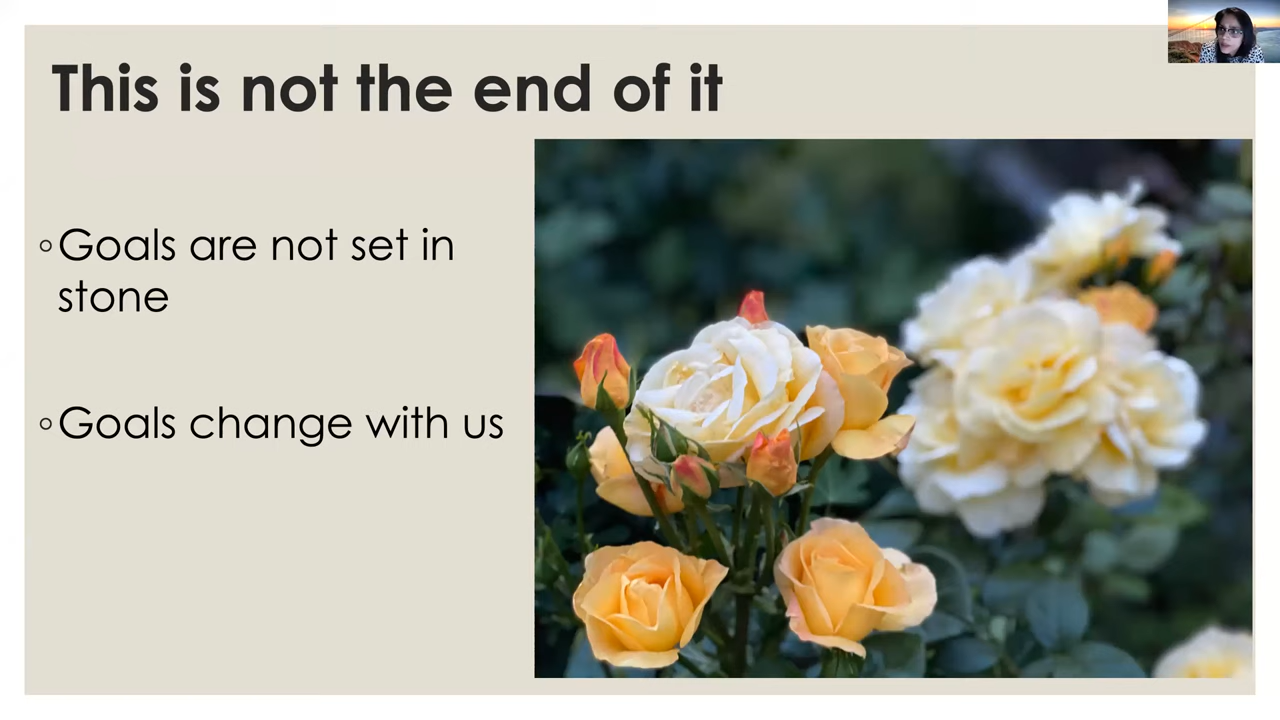 This is not the end of it
◦Goals are not set in
stone
◦Goals change with us